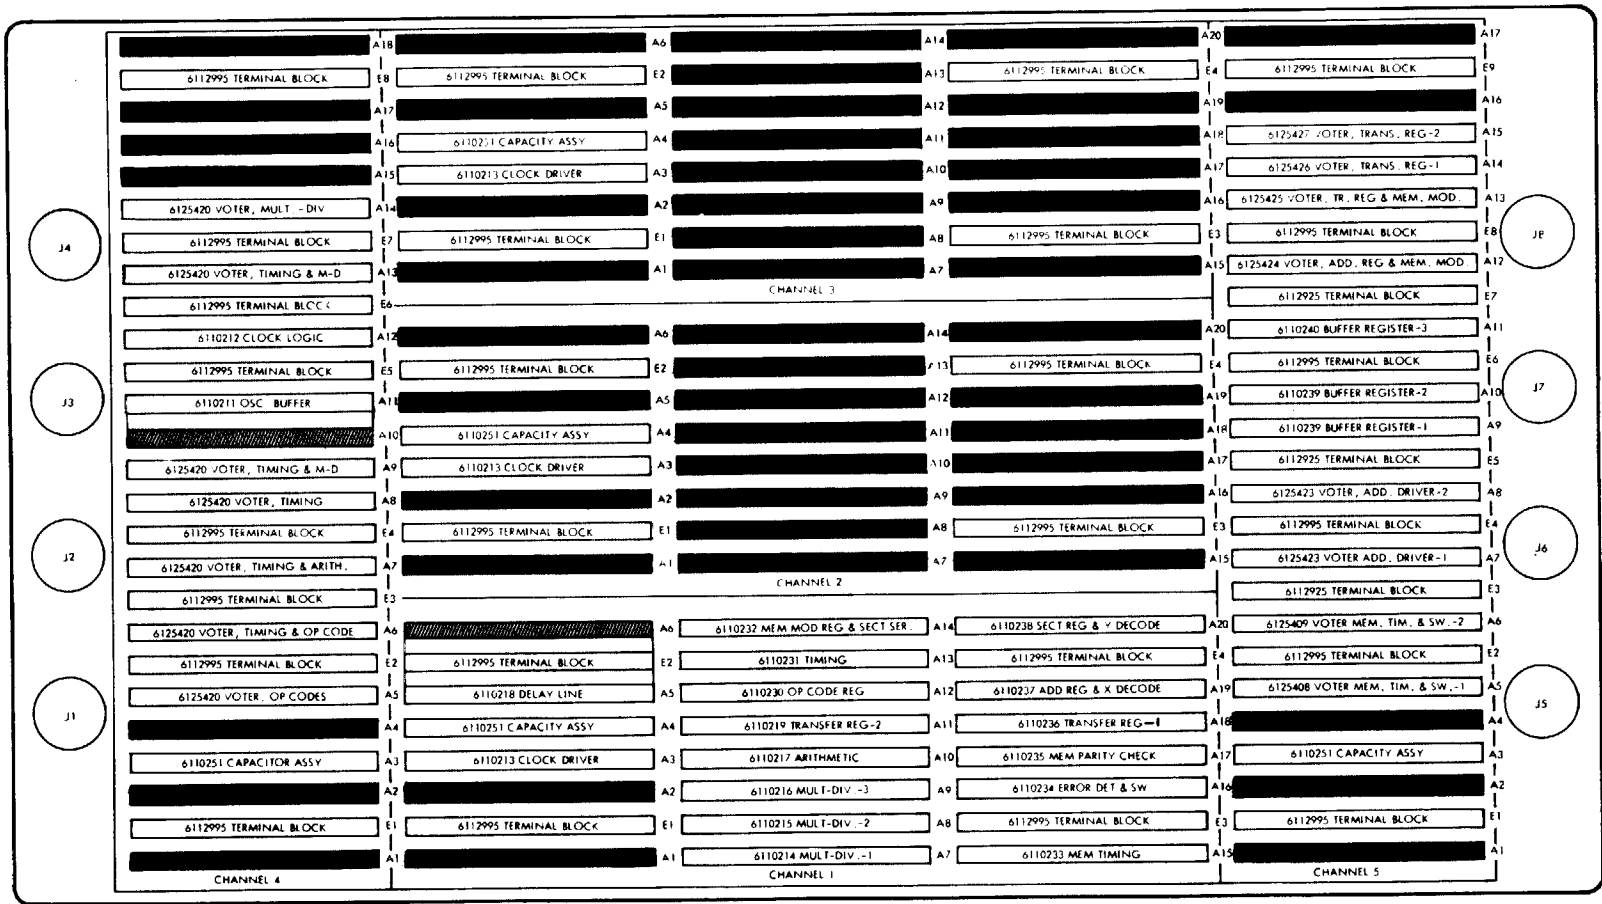 A18
6112995 TERMINAL BLOCK E8
A17
A16
A15
6125420 VOTER, MULT.-DIV A14
6112995 TERMINAL BLOCK E7
6125420 VOTER, TIMING & M-D A13
6112995 TERMINAL BLOCK E6
6110212 CLOCK LOGIC A12
6112995 TERMINAL BLOCK E5
6110211 OSC BUFFER A11
A10
6125420 VOTER, TIMING & M-D A9
6125420 VOTER, TIMING A8
6112995 TERMINAL BLOCK E4
6125420 VOTER, TIMING & ARITH. A7
6112995 TERMINAL BLOCK E3
6125420 VOTER, TIMING & OP CODE A6
6112995 TERMINAL BLOCK E2
6125420 VOTER, OP CODES A5
A4
6110251 CAPACITOR ASSY A3
A2
6112995 TERMINAL BLOCK E1
A1
CHANNEL 4
J4
J3
J2
J1
A6
6112995 TERMINAL BLOCK E2
A5
6110251 CAPACITY ASSY A4
6110213 CLOCK DRIVER A3
A2
6112995 TERMINAL BLOCK E1
A1
A14
A13
A12
A11
A10
A9
A8
A7
A20
6112995 TERMINAL BLOCK E4
A19
A18
A17
A16
6112995 TERMINAL BLOCK E3
A15
CHANNEL 3
A6
6112995 TERMINAL BLOCK E2
A5
6110251 CAPACITY ASSY A4
6110213 CLOCK DRIVER A3
A2
6112995 TERMINAL BLOCK E1
A1
A14
A13
A12
A11
A10
A9
A8
A7
A20
6112995 TERMINAL BLOCK E4
A19
A18
A17
A16
6112995 TERMINAL BLOCK E3
A15
CHANNEL 2
A6
6112995 TERMINAL BLOCK E2
6110218 DELAY LINE A5
6110251 CAPACITY ASSY A4
6110213 CLOCK DRIVER A3
A2
6112995 TERMINAL BLOCK E1
A1
6110232 MEM MOD REG & SECT SER. A14
6110231 TIMING A13
6110230 OP CODE REG A12
6110219 TRANSFER REG-2 A11
6110217 ARITHMETIC A10
6110216 MULT-DIV.-3 A9
6110215 MULT-DIV.-2 A8
6110214 MULT-DIV.-1 A7
6110238 SECT REG & Y DECODE A20
6112995 TERMINAL BLOCK E4
6110237 ADD REG & X DECODE A19
6110236 TRANSFER REG-1 A18
6110235 MEM PARITY CHECK A17
6110234 ERROR DET & SW A16
6112995 TERMINAL BLOCK E3
6110233 MEM TIMING A15
CHANNEL 1
A17
6112995 TERMINAL BLOCK E9
A16
6125427 VOTER, TRANS. REG-2 A15
6125426 VOTER, TRANS. REG-1 A14
6125425 VOTER, TR. REG & MEM. MOD. A13
6112995 TERMINAL BLOCK E8
6125424 VOTER, ADD. REG & MEM. MOD. A12
6112925 TERMINAL BLOCK E7
6110240 BUFFER REGISTER-3 A11
6112995 TERMINAL BLOCK E6
6110239 BUFFER REGISTER-2 A10
6110239 BUFFER REGISTER-1 A9
6112925 TERMINAL BLOCK E5
6125423 VOTER, ADD. DRIVER-2 A8
6112995 TERMINAL BLOCK E4
6125423 VOTER ADD. DRIVER-1 A7
6112925 TERMINAL BLOCK E3
6125409 VOTER MEM. TIM. & SW.-2 A6
6112995 TERMINAL BLOCK E2
6125408 VOTER MEM. TIM. & SW.-1 A5
A4
6110251 CAPACITY ASSY A3
A2
6112995 TERMINAL BLOCK E1
A1
CHANNEL 5
J8
J7
J6
J5